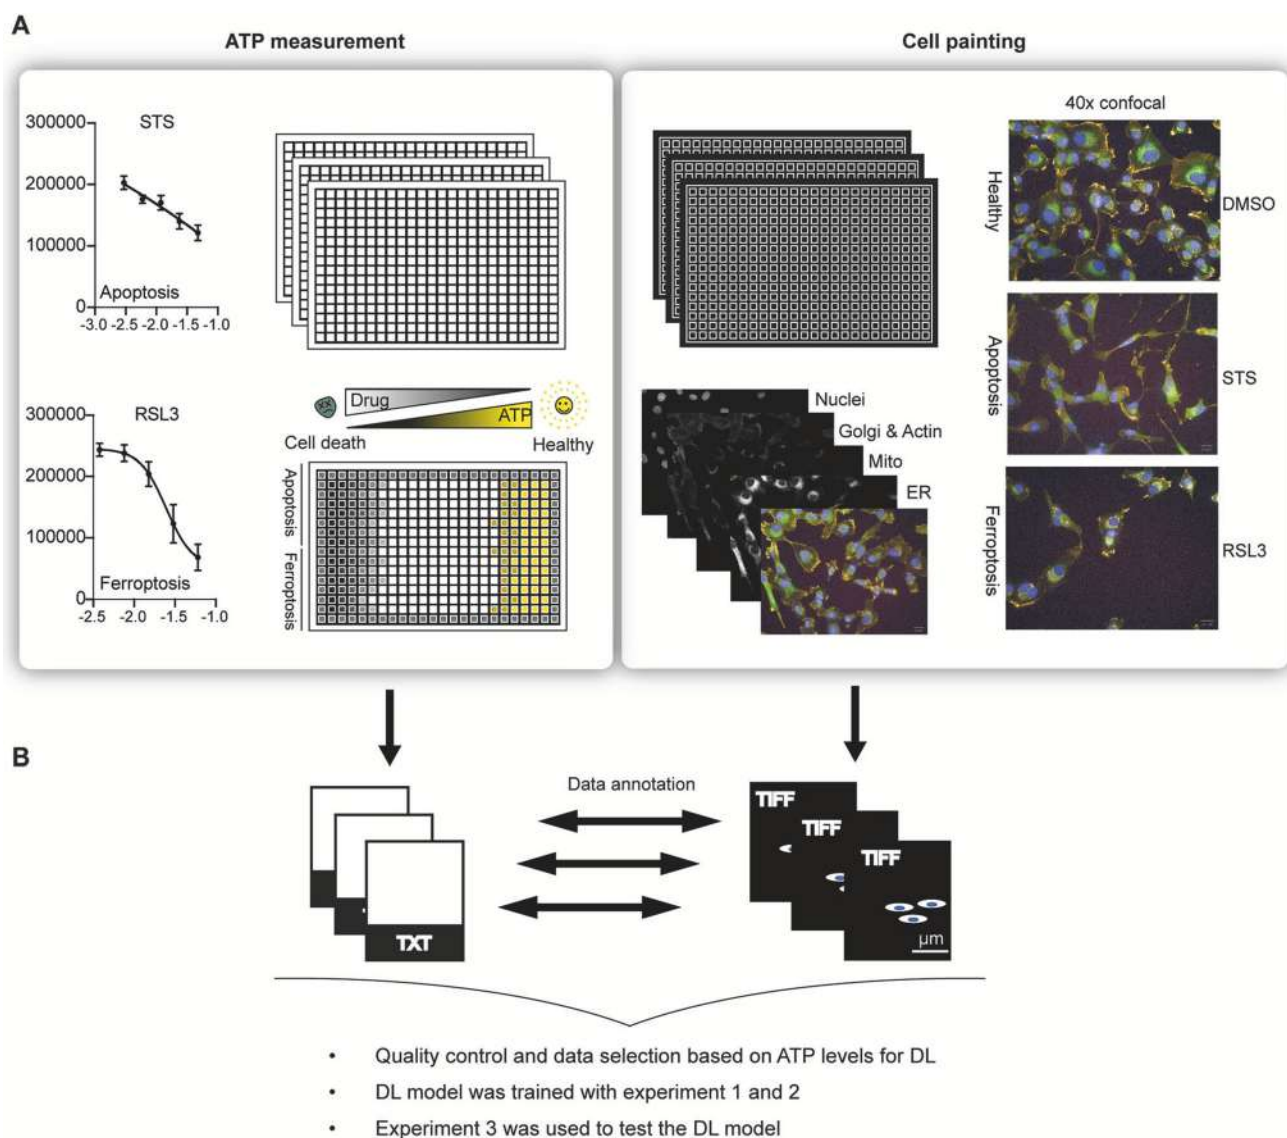 A
ATP measurement
Cell painting
300000
200000
100000
0
STS
Apoptosis
-3.0 -2.5 -2.0 -1.5 -1.0
300000
200000
100000
0
RSL3
Ferroptosis
-2.5 -2.0 -1.5 -1.0
Drug
ATP
Cell death
Healthy
Apoptosis
Ferroptosis
Nuclei
Golgi & Actin
Mito
ER
40x confocal
Healthy
DMSO
Apoptosis
STS
Ferroptosis
RSL3
B
TXT
Data annotation
TIFF
TIFF
TIFF
µm
• Quality control and data selection based on ATP levels for DL
• DL model was trained with experiment 1 and 2
• Experiment 3 was used to test the DL model